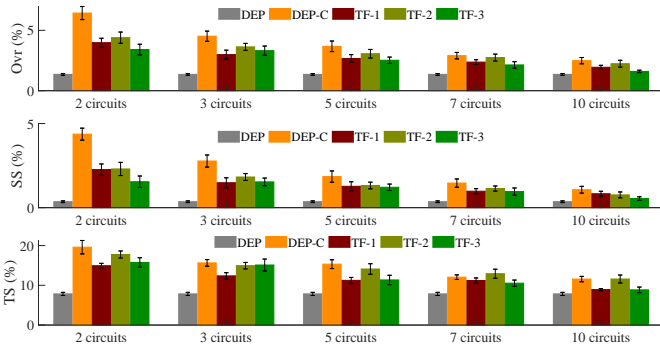 DEP DEP-C TF-1 TF-2 TF-3
Ovr (%)
5
0
2 circuits 3 circuits 5 circuits 7 circuits 10 circuits
5
DEP DEP-C TF-1 TF-2 TF-3
SS (%)
0
2 circuits 3 circuits 5 circuits 7 circuits 10 circuits
20
DEP DEP-C TF-1 TF-2 TF-3
TS (%)
10
0
2 circuits 3 circuits 5 circuits 7 circuits 10 circuits